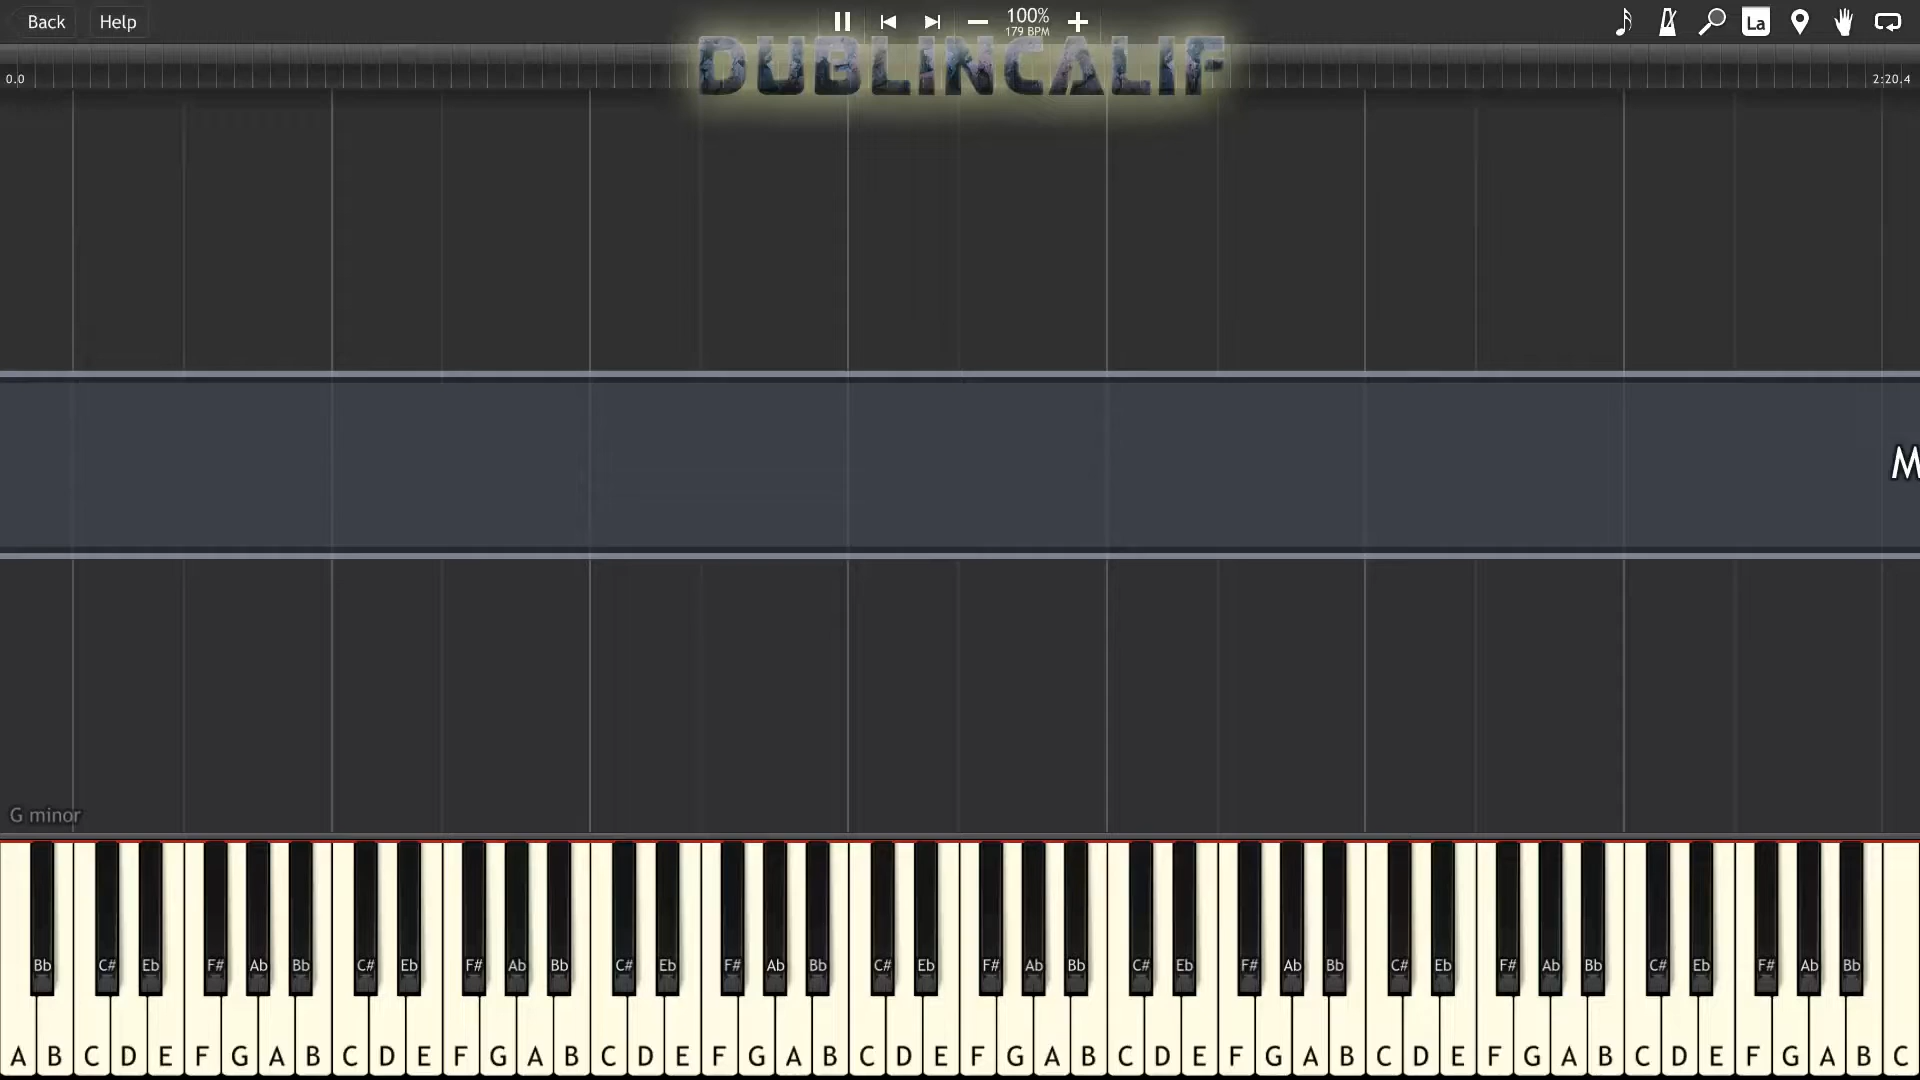 Back Help 100% La
179 BPM
DUBLINCALIF
0.0 2:20.4
M
G minor
Bb C# Eb F# Ab Bb C# Eb F# Ab Bb C# Eb F# Ab Bb C# Eb F# Ab Bb C# Eb F# Ab Bb C# Eb F# Ab Bb C# Eb F# Ab Bb
A B C D E F G A B C D E F G A B C D E F G A B C D E F G A B C D E F G A B C D E F G A B C D E F G A B C